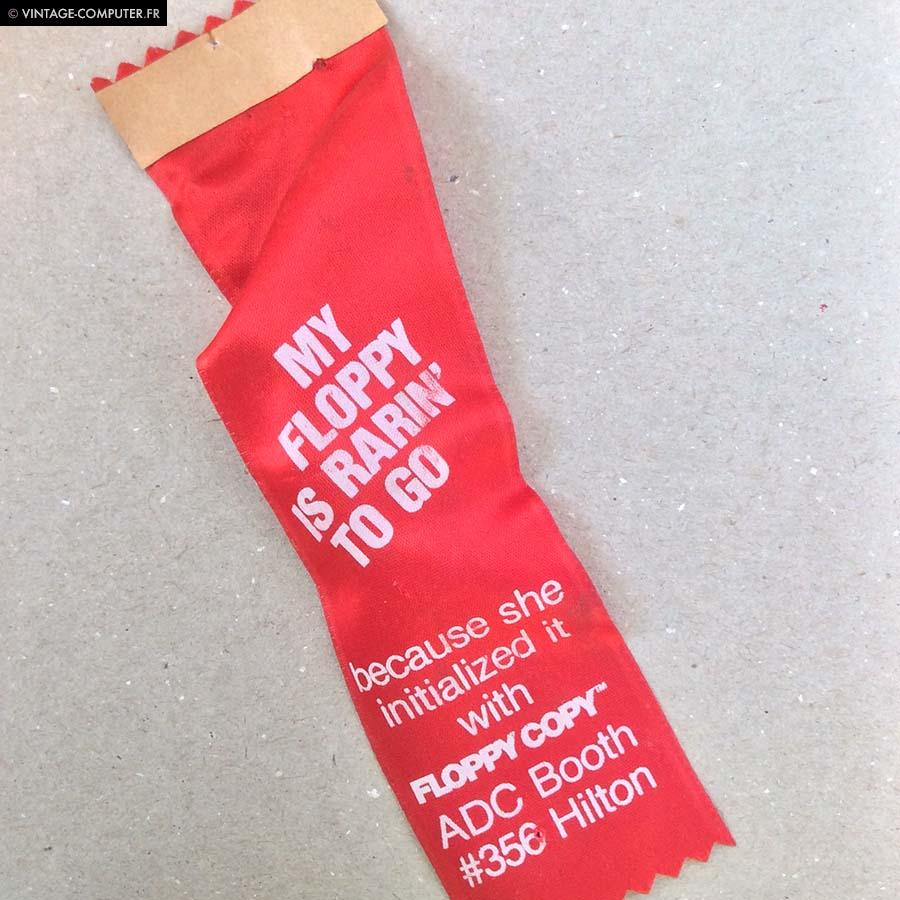 © VINTAGE-COMPUTER.FR
MY
FLOPPY
IS RARIN'
TO GO
because she
initialized it
with
FLOPPY COPY™
ADC Booth
#356 Hilton